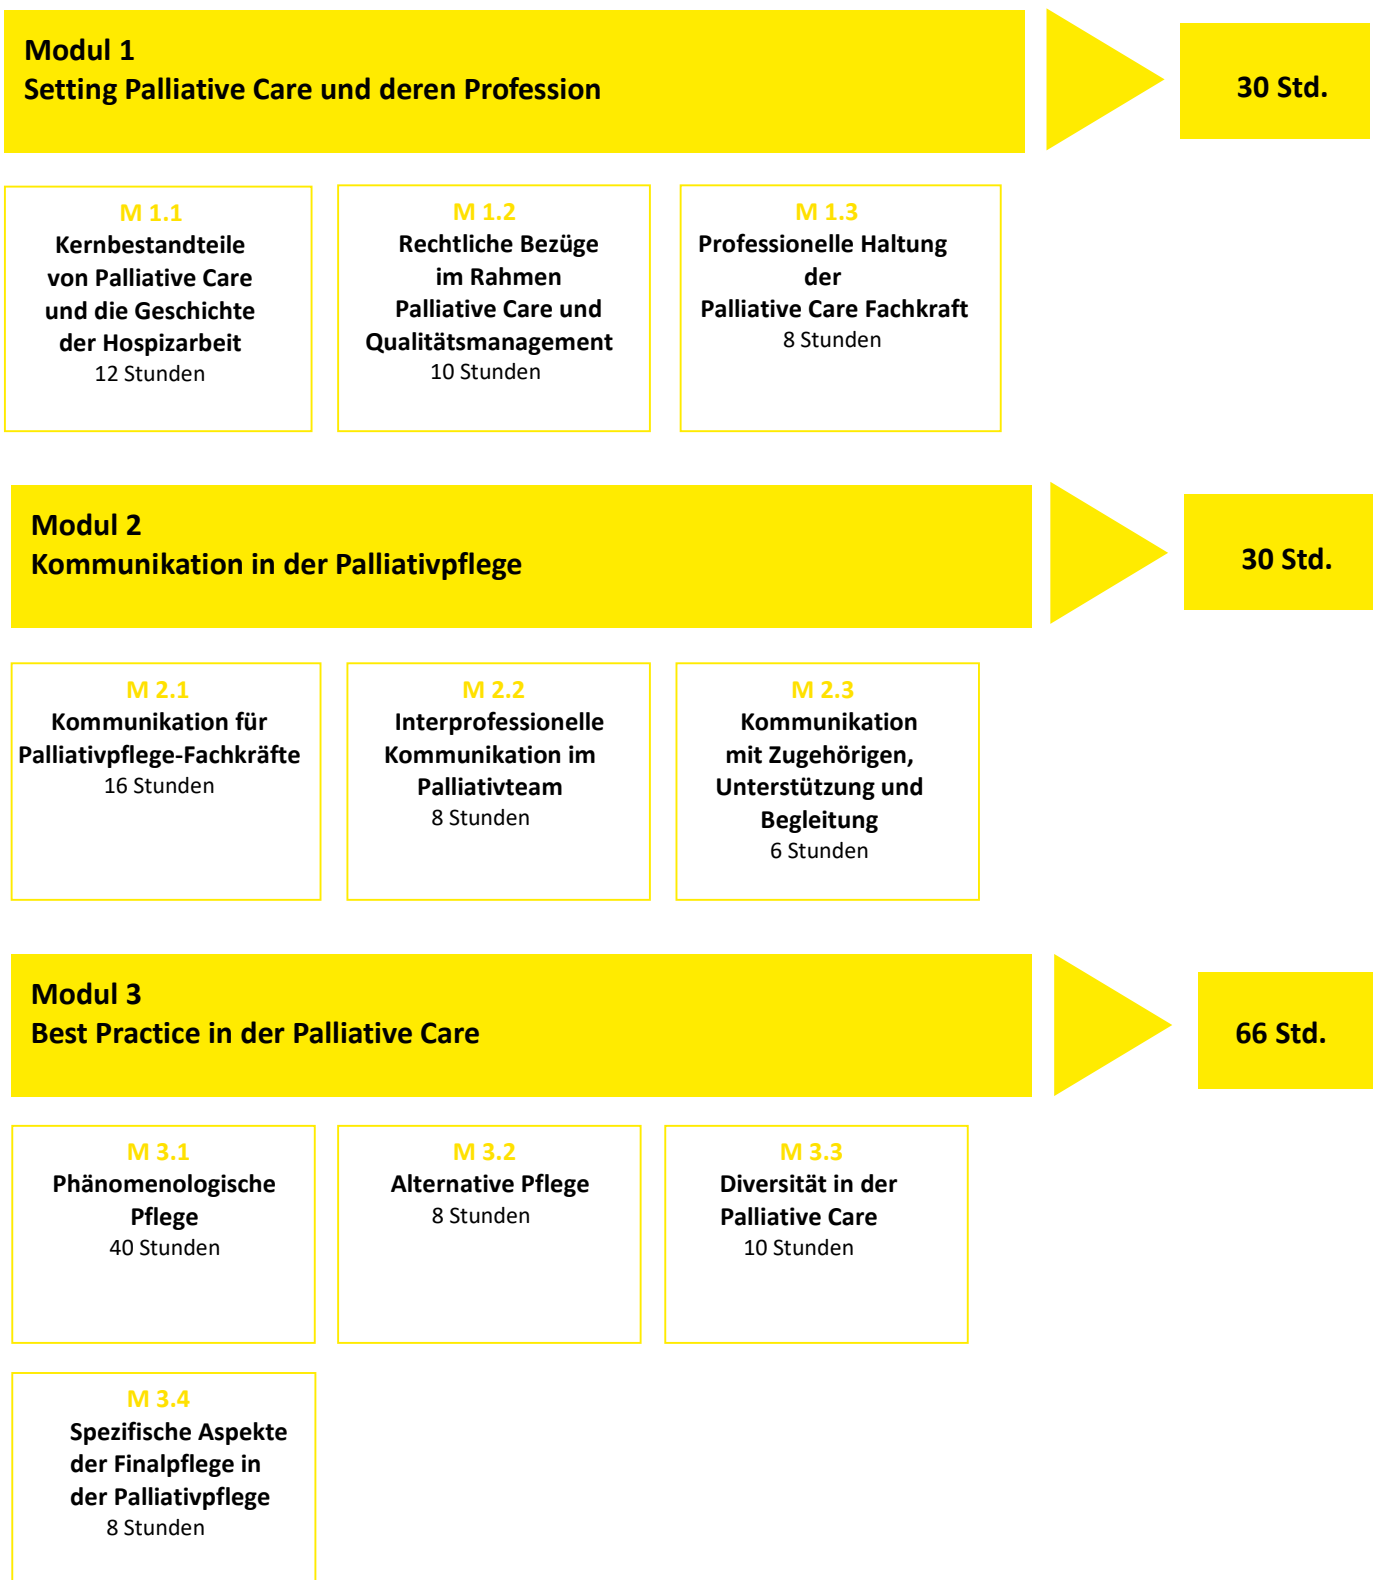 Modul 1
Setting Palliative Care und deren Profession
30 Std.
M 1.1
Kernbestandteile
von Palliative Care
und die Geschichte
der Hospizarbeit
12 Stunden
M 1.2
Rechtliche Bezüge
im Rahmen
Palliative Care und
Qualitätsmanagement
10 Stunden
M 1.3
Professionelle Haltung
der
Palliative Care Fachkraft
8 Stunden
Modul 2
Kommunikation in der Palliativpflege
30 Std.
M 2.1
Kommunikation für
Palliativpflege-Fachkräfte
16 Stunden
M 2.2
Interprofessionelle
Kommunikation im
Palliativteam
8 Stunden
M 2.3
Kommunikation
mit Zugehörigen,
Unterstützung und
Begleitung
6 Stunden
Modul 3
Best Practice in der Palliative Care
66 Std.
M 3.1
Phänomenologische
Pflege
40 Stunden
M 3.2
Alternative Pflege
8 Stunden
M 3.3
Diversität in der
Palliative Care
10 Stunden
M 3.4
Spezifische Aspekte
der Finalpflege in
der Palliativpflege
8 Stunden